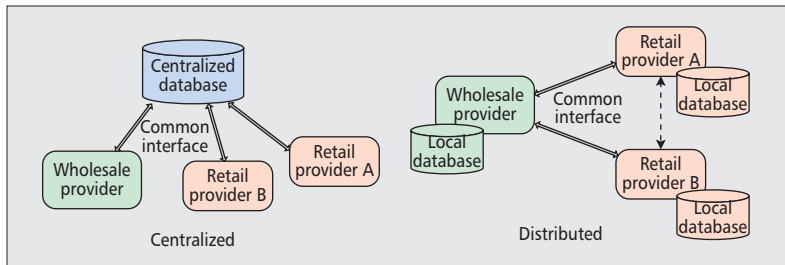 Centralized
database
Common
interface
Wholesale
provider
Retail
provider B
Retail
provider A
Centralized
Retail
provider A
Local
database
Wholesale
provider
Common
interface
Local
database
Retail
provider B
Local
database
Distributed